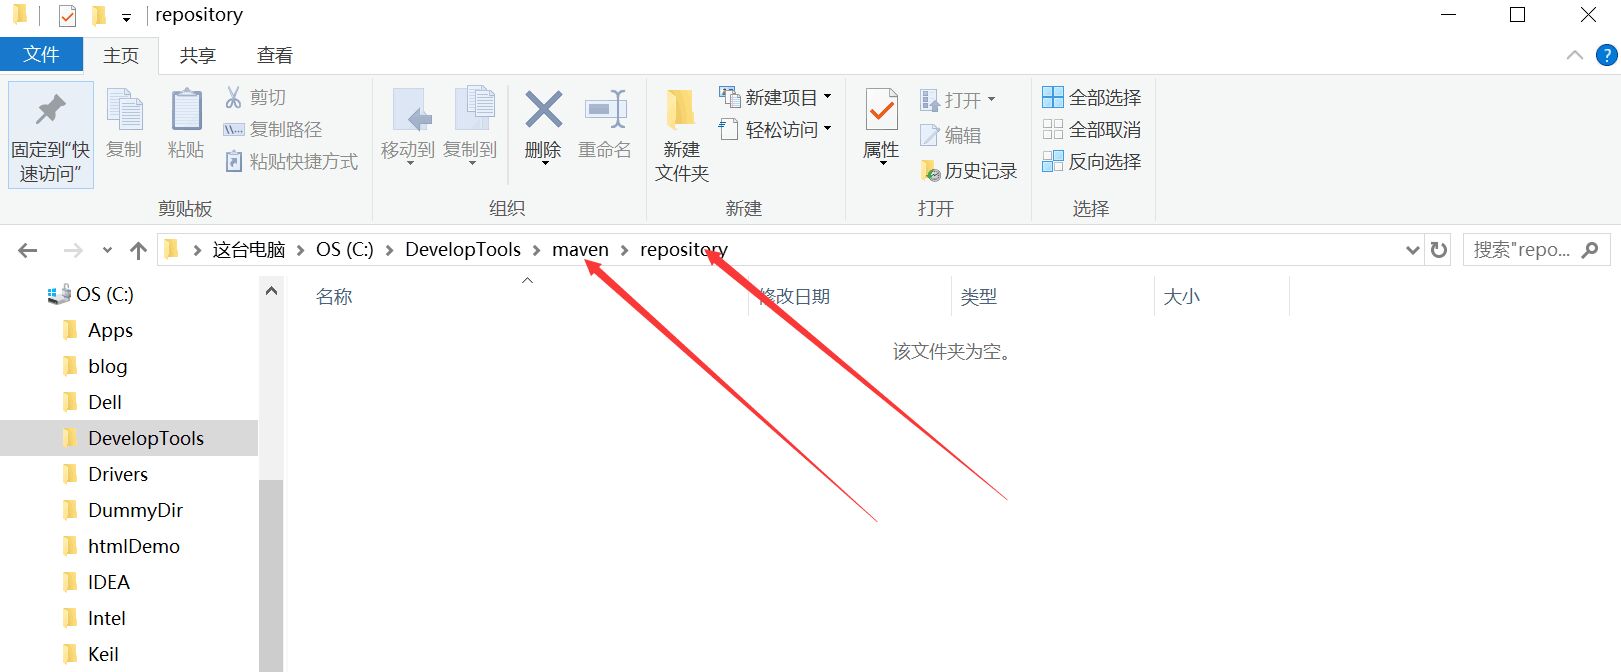 repository
文件 主页 共享 查看
固定到“快速访问”
复制
粘贴
剪切
复制路径
粘贴快捷方式
剪贴板
移动到
复制到
删除
重命名
组织
新建
文件夹
新建项目
轻松访问
新建
属性
打开
编辑
历史记录
打开
全部选择
全部取消
反向选择
选择
这台电脑 OS (C:) DevelopTools maven repository
搜索"repo...
名称 修改日期 类型 大小
该文件夹为空。
OS (C:)
Apps
blog
Dell
DevelopTools
Drivers
DummyDir
htmlDemo
IDEA
Intel
Keil